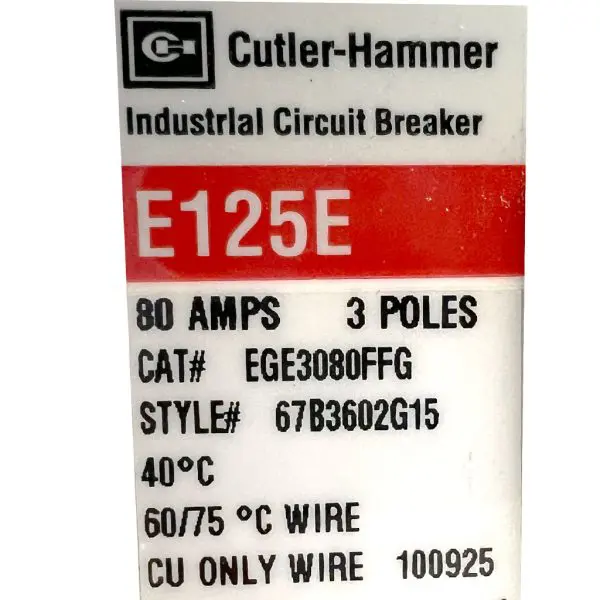 Cutler-Hammer
Industrial Circuit Breaker
E125E
80 AMPS 3 POLES
CAT# EGE3080FFG
STYLE# 67B3602G15
40°C
60/75 °C WIRE
CU ONLY WIRE 100925